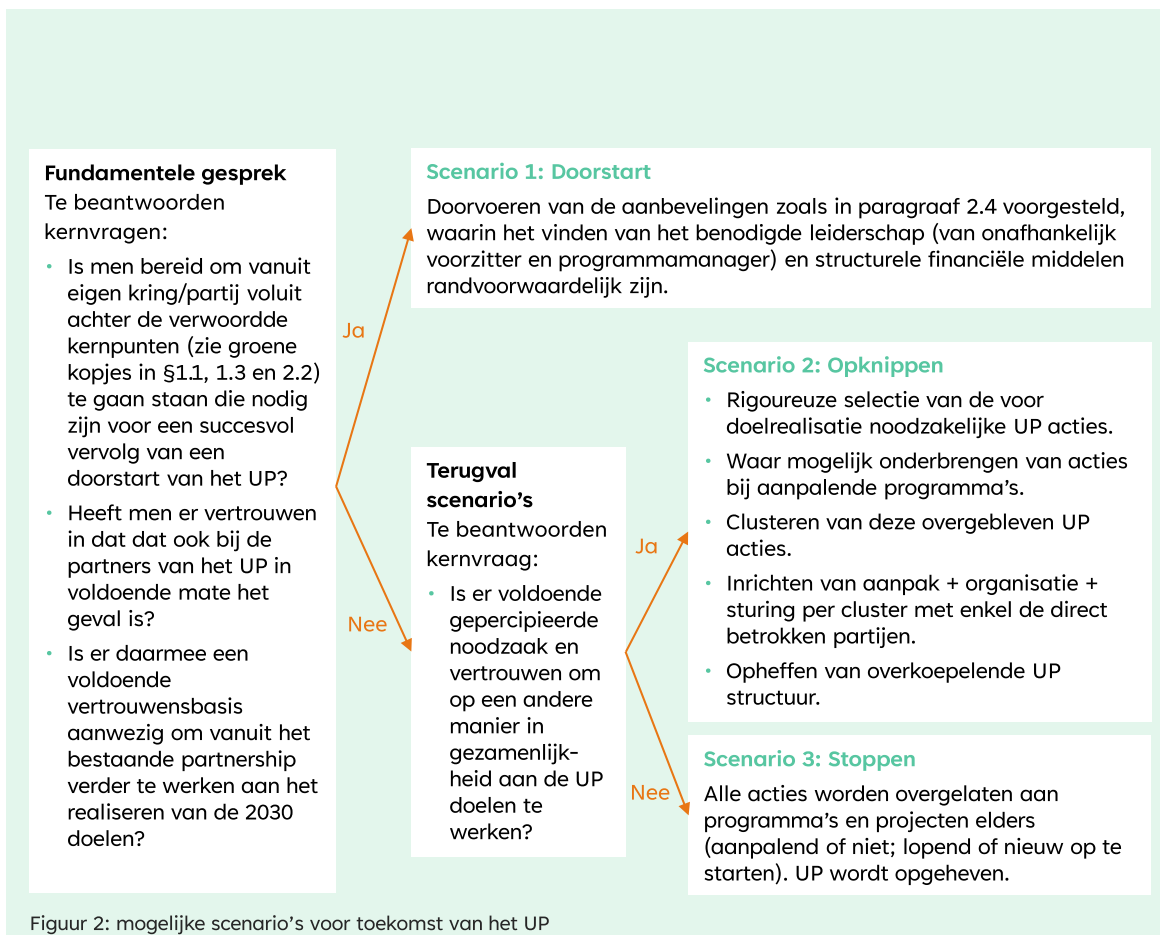 Fundamentele gesprek
Te beantwoorden
kernvragen:
• Is men bereid om vanuit
eigen kring/partij voluit
achter de verwoordde
kernpunten (zie groene
kopjes in §1.1, 1.3 en 2.2)
te gaan staan die nodig
zijn voor een succesvol
vervolg van een
doorstart van het UP?
• Heeft men er vertrouwen
in dat dat ook bij de
partners van het UP in
voldoende mate het
geval is?
• Is er daarmee een
voldoende
vertrouwensbasis
aanwezig om vanuit het
bestaande partnership
verder te werken aan het
realiseren van de 2030
doelen?
Ja
Nee
Scenario 1: Doorstart
Doorvoeren van de aanbevelingen zoals in paragraaf 2.4 voorgesteld,
waarin het vinden van het benodigde leiderschap (van onafhankelijk
voorzitter en programmamanager) en structurele financiële middelen
randvoorwaardelijk zijn.
Terugval
scenario’s
Te beantwoorden
kernvraag:
• Is er voldoende
gepercipieerde
noodzaak en
vertrouwen om
op een andere
manier in
gezamenlijk-
heid aan de UP
doelen te
werken?
Ja
Nee
Scenario 2: Opknippen
• Rigoureuze selectie van de voor
doelrealisatie noodzakelijke UP acties.
• Waar mogelijk onderbrengen van acties
bij aanpalende programma’s.
• Clusteren van deze overgebleven UP
acties.
• Inrichten van aanpak + organisatie +
sturing per cluster met enkel de direct
betrokken partijen.
• Opheffen van overkoepelende UP
structuur.
Scenario 3: Stoppen
Alle acties worden overgelaten aan
programma’s en projecten elders
(aanpalend of niet; lopend of nieuw op te
starten). UP wordt opgeheven.
Figuur 2: mogelijke scenario’s voor toekomst van het UP